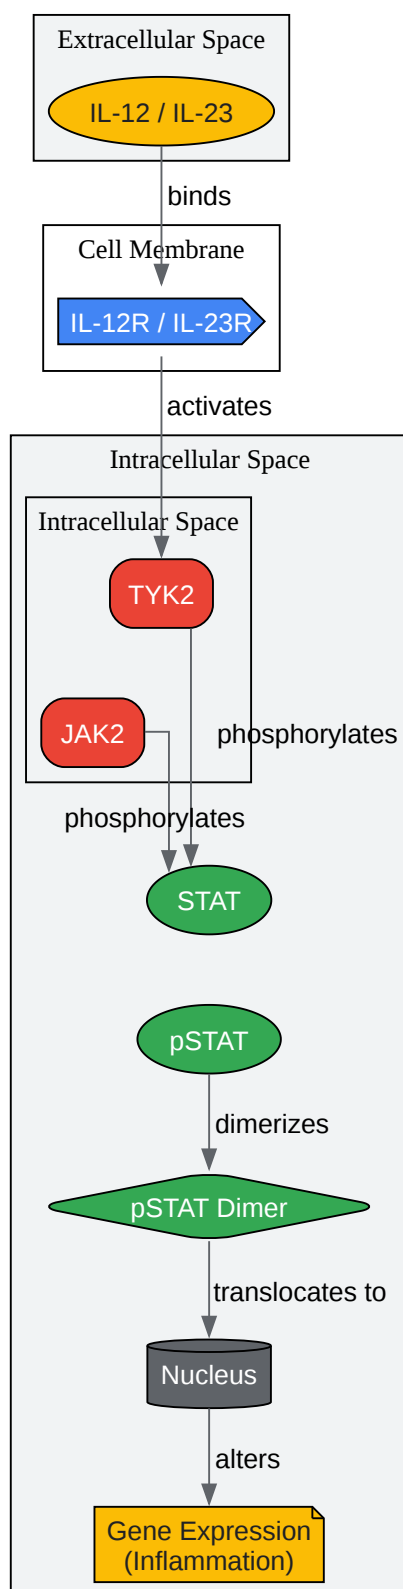 Extracellular Space
IL-12 / IL-23
binds
Cell Membrane
IL-12R / IL-23R
activates
Intracellular Space
Intracellular Space
TYK2
JAK2
phosphorylates
phosphorylates
STAT
pSTAT
dimerizes
pSTAT Dimer
translocates to
Nucleus
alters
Gene Expression
(Inflammation)